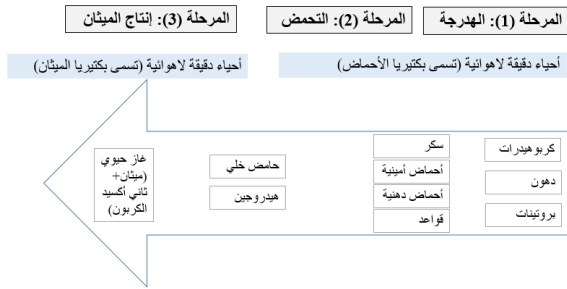 المرحلة (1): الهدرجة
المرحلة (2): التحمض
المرحلة (3): إنتاج الميثان
أحياء دقيقة لاهوائية (تسمى بكتيريا الأحماض)
أحياء دقيقة لاهوائية (تسمى بكتيريا الميثان)
كربوهيدرات
دهون
بروتينات
سكر
أحماض أمينية
أحماض دهنية
قواعد
حامض خلي
هيدروجين
غاز حيوي
(ميثان+
ثاني أكسيد
الكربون)